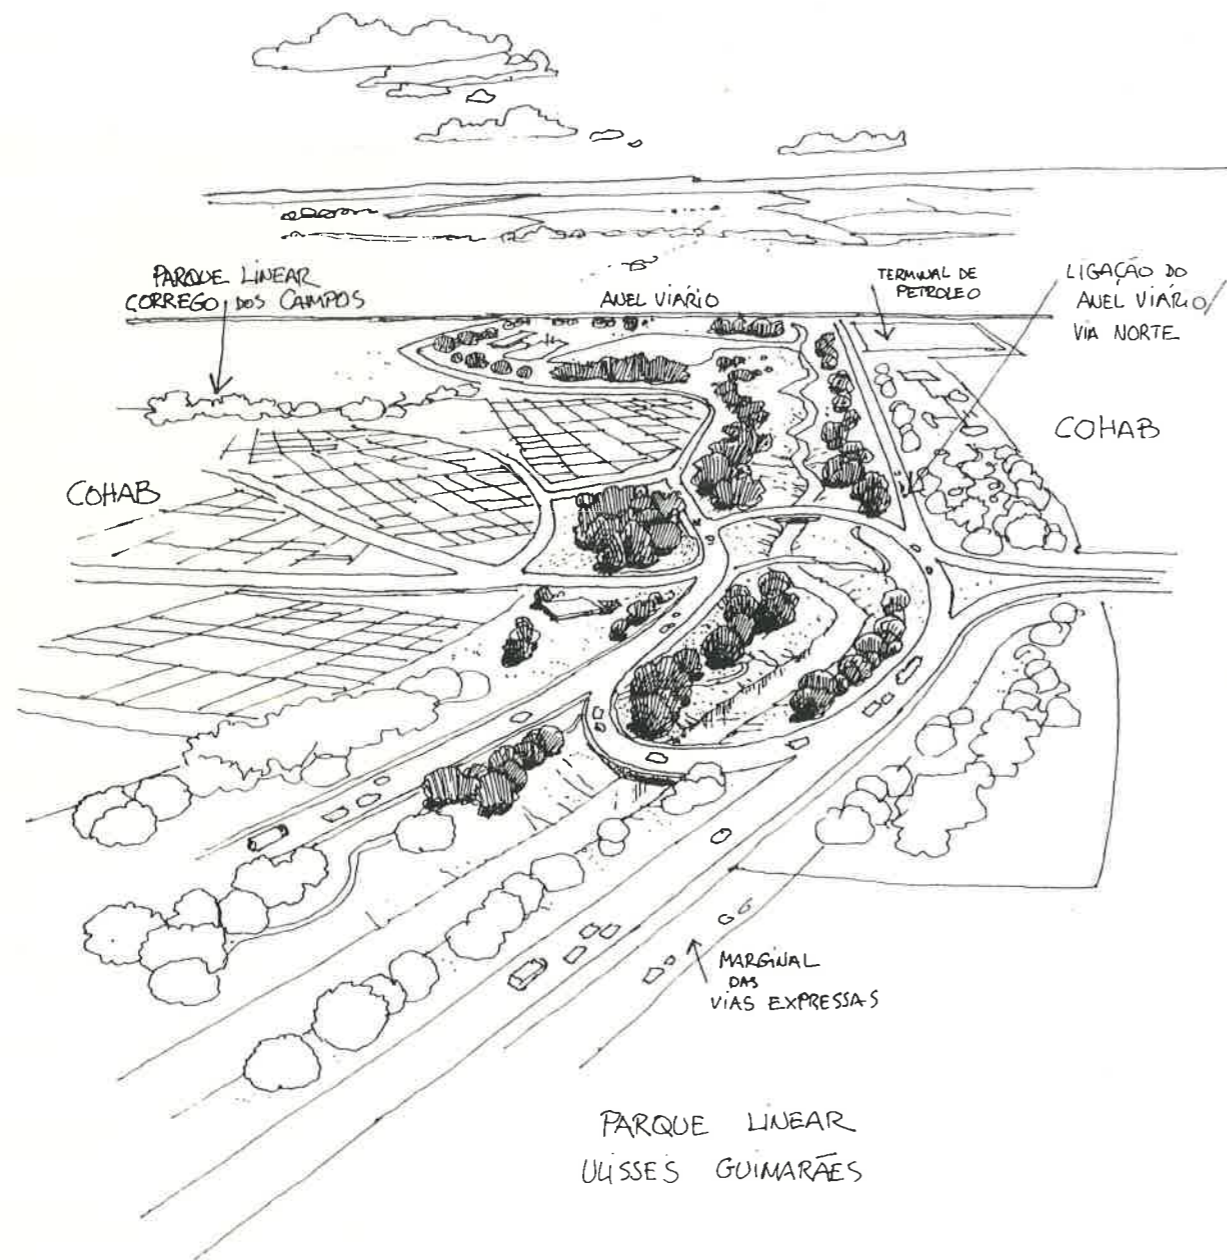 PARQUE LINEAR
CORREGO DOS CAMPOS
ANEL VIÁRIO
TERMINAL DE
PETROLEO
LIGAÇÃO DO
ANEL VIÁRIO/
VIA NORTE
COHAB
COHAB
MARGINAL
DAS
VIAS EXPRESSAS
PARQUE LINEAR
ULISSES GUIMARÃES